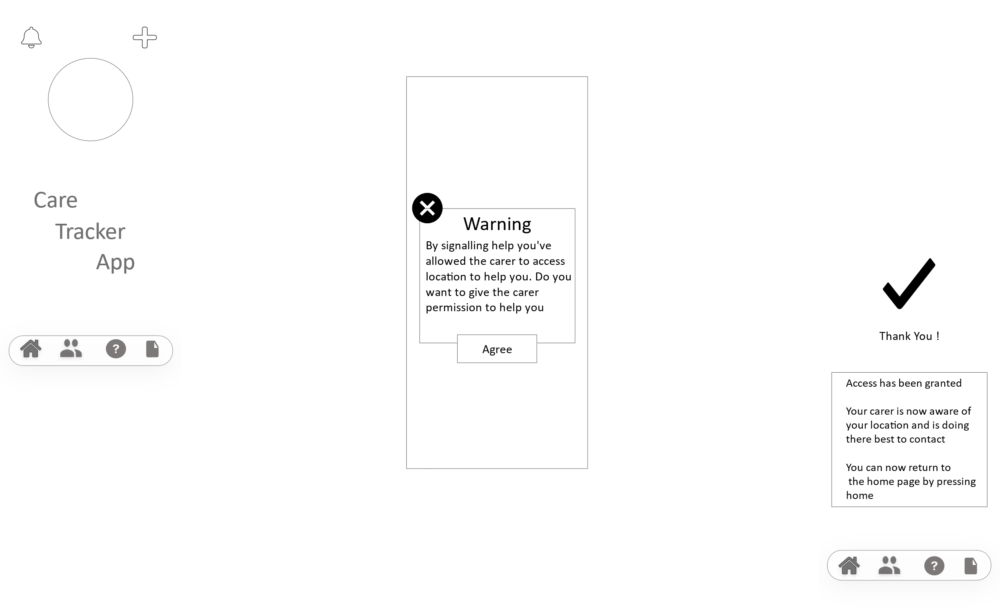 Care
Tracker
App
?
Warning
By signalling help you've
allowed the carer to access
location to help you. Do you
want to give the carer
permission to help you
Agree
Thank You !
Access has been granted
Your carer is now aware of
your location and is doing
there best to contact
You can now return to
the home page by pressing
home
?